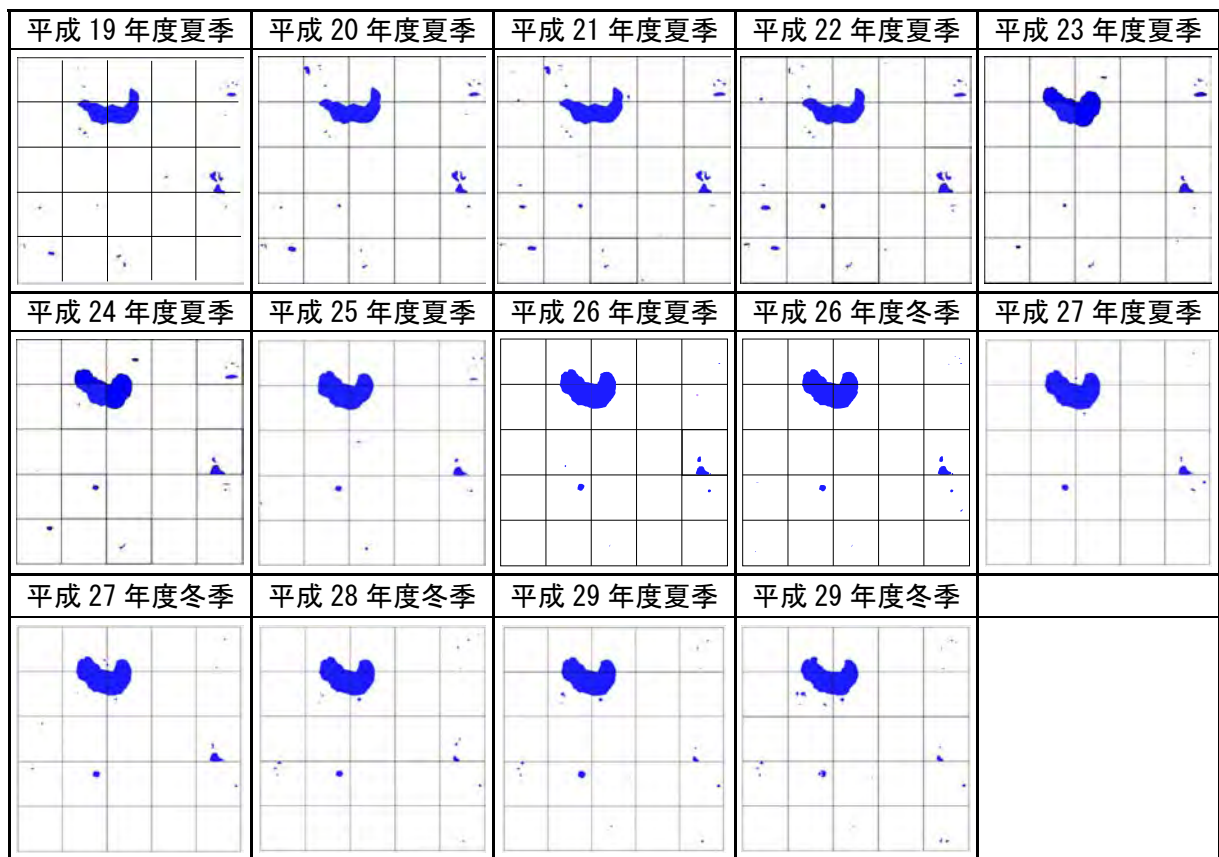 平成 19 年度夏季 平成 20 年度夏季 平成 21 年度夏季 平成 22 年度夏季 平成 23 年度夏季
平成 24 年度夏季 平成 25 年度夏季 平成 26 年度夏季 平成 26 年度冬季 平成 27 年度夏季
平成 27 年度冬季 平成 28 年度冬季 平成 29 年度夏季 平成 29 年度冬季